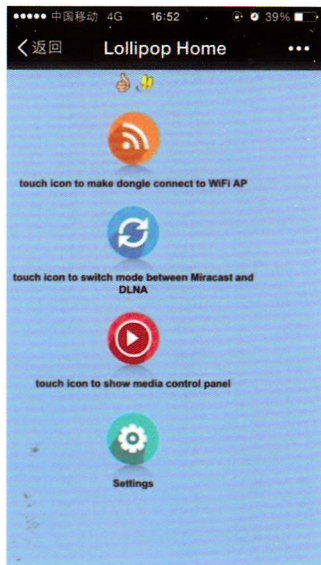 中国移动 4G 16:52 39%
返回 Lollipop Home
touch icon to make dongle connect to WiFi AP
touch icon to switch mode between Miracast and
DLNA
touch icon to show media control panel
Settings